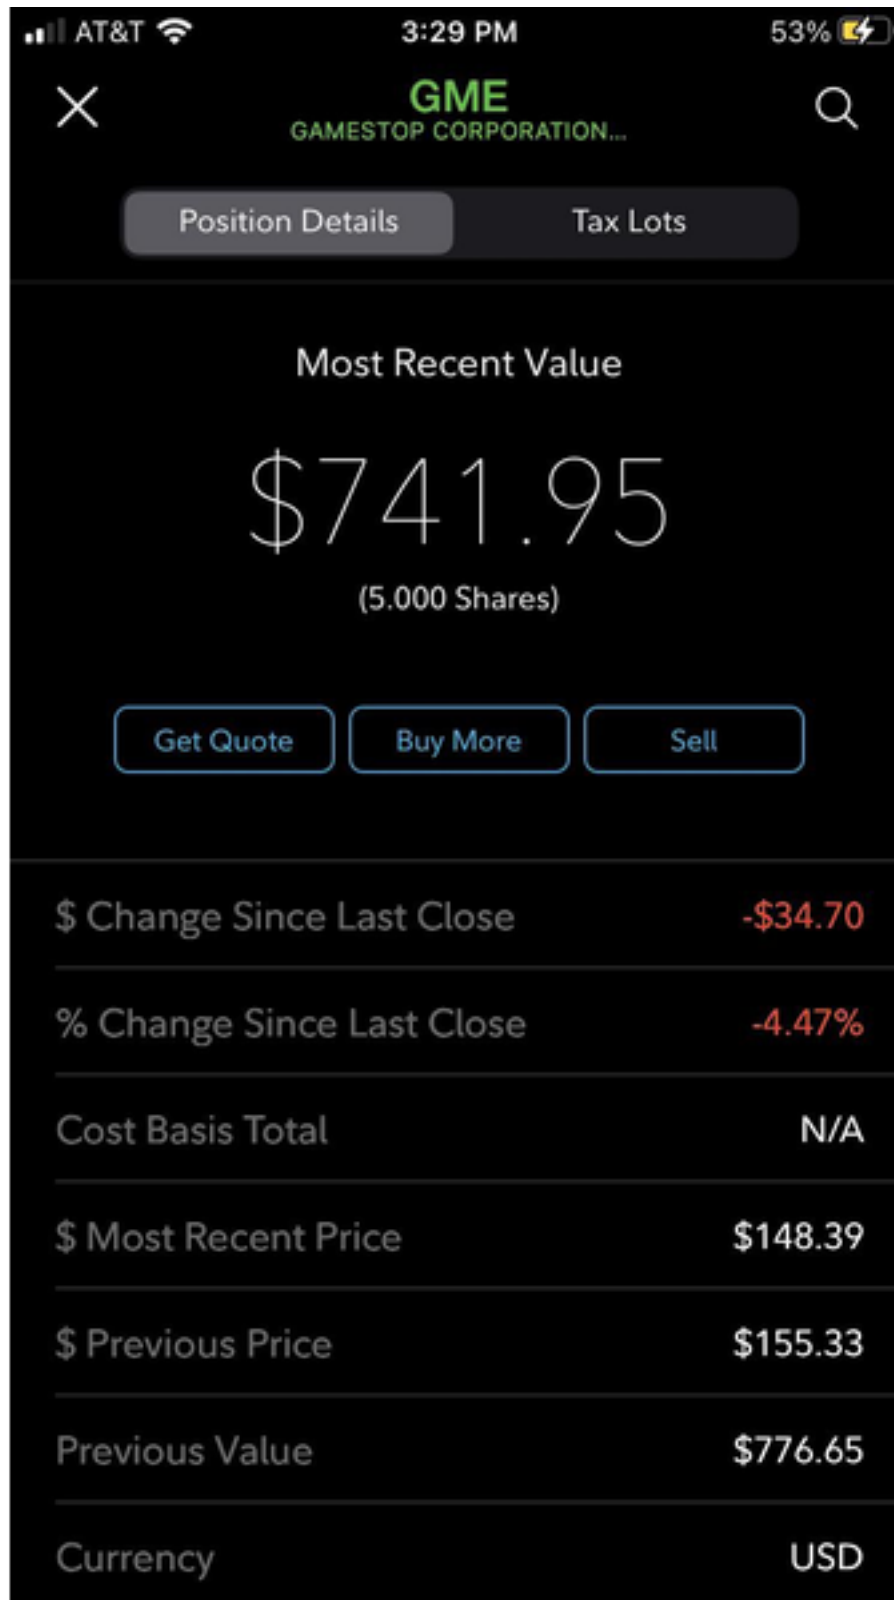 AT&T 3:29 PM 53%
GME
GAMESTOP CORPORATION...
Position Details Tax Lots
Most Recent Value
$741.95
(5.000 Shares)
Get Quote Buy More Sell
$ Change Since Last Close -$34.70
% Change Since Last Close -4.47%
Cost Basis Total N/A
$ Most Recent Price $148.39
$ Previous Price $155.33
Previous Value $776.65
Currency USD